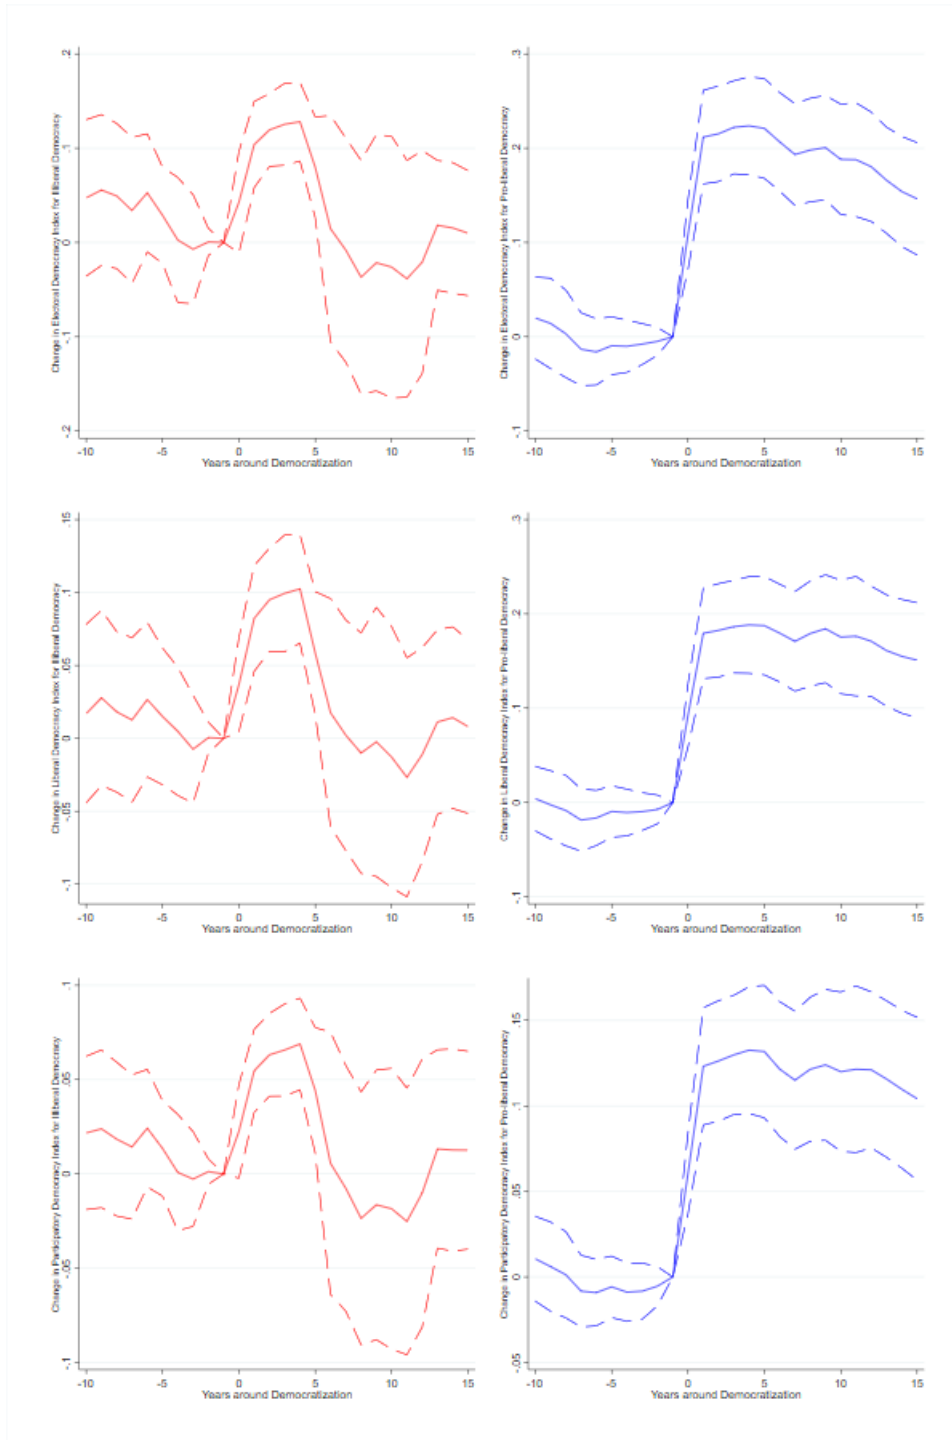 Change in Electoral Democracy Index for Illiberal Democracy
.2
.1
0
-.1
-.2
-10 -5 0 5 10 15
Years around Democratization
Change in Electoral Democracy Index for Pro-liberal Democracy
.3
.2
.1
0
-.1
-10 -5 0 5 10 15
Years around Democratization
Change in Liberal Democracy Index for Illiberal Democracy
.15
.1
.05
0
-.05
-.1
-10 -5 0 5 10 15
Years around Democratization
Change in Liberal Democracy Index for Pro-liberal Democracy
.3
.2
.1
0
-.1
-10 -5 0 5 10 15
Years around Democratization
Change in Participatory Democracy Index for Illiberal Democracy
.1
.05
0
-.05
-.1
-10 -5 0 5 10 15
Years around Democratization
Change in Participatory Democracy Index for Pro-liberal Democracy
.15
.1
.05
0
-.05
-10 -5 0 5 10 15
Years around Democratization